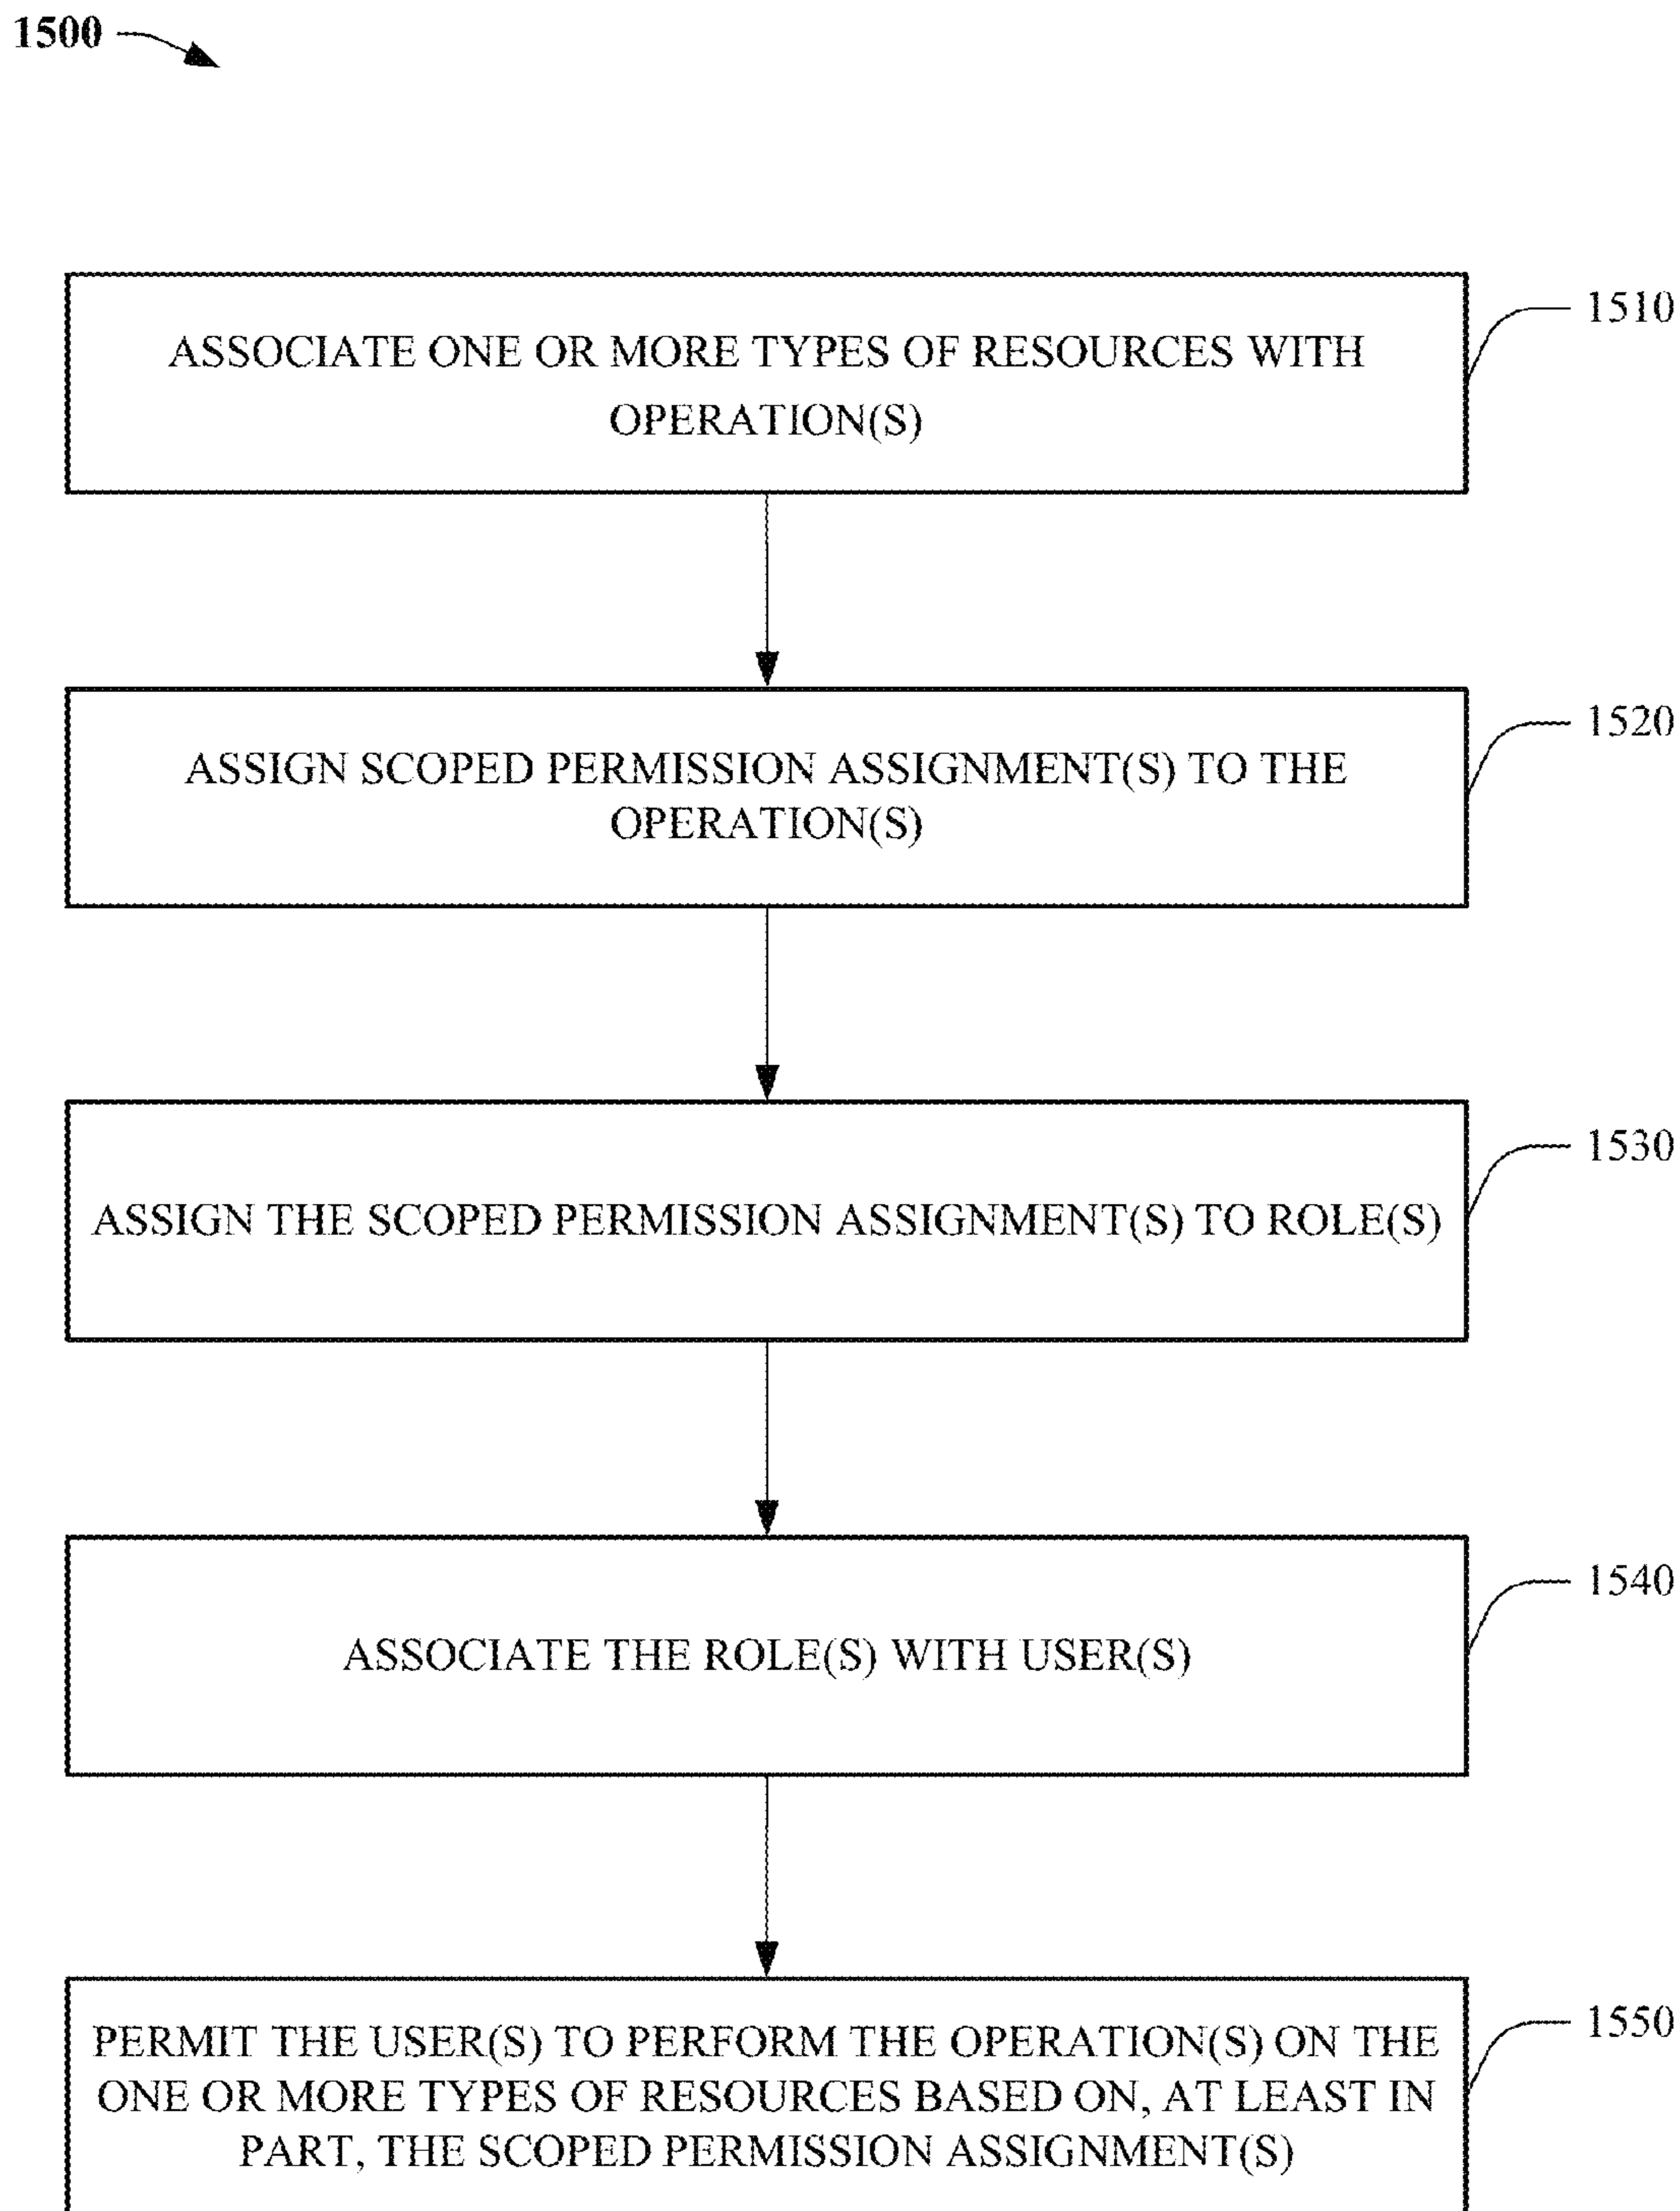 1500
ASSOCIATE ONE OR MORE TYPES OF RESOURCES WITH
OPERATION(S)
1510
ASSIGN SCOPED PERMISSION ASSIGNMENT(S) TO THE
OPERATION(S)
1520
ASSIGN THE SCOPED PERMISSION ASSIGNMENT(S) TO ROLE(S)
1530
ASSOCIATE THE ROLE(S) WITH USER(S)
1540
PERMIT THE USER(S) TO PERFORM THE OPERATION(S) ON THE
ONE OR MORE TYPES OF RESOURCES BASED ON, AT LEAST IN
PART, THE SCOPED PERMISSION ASSIGNMENT(S)
1550